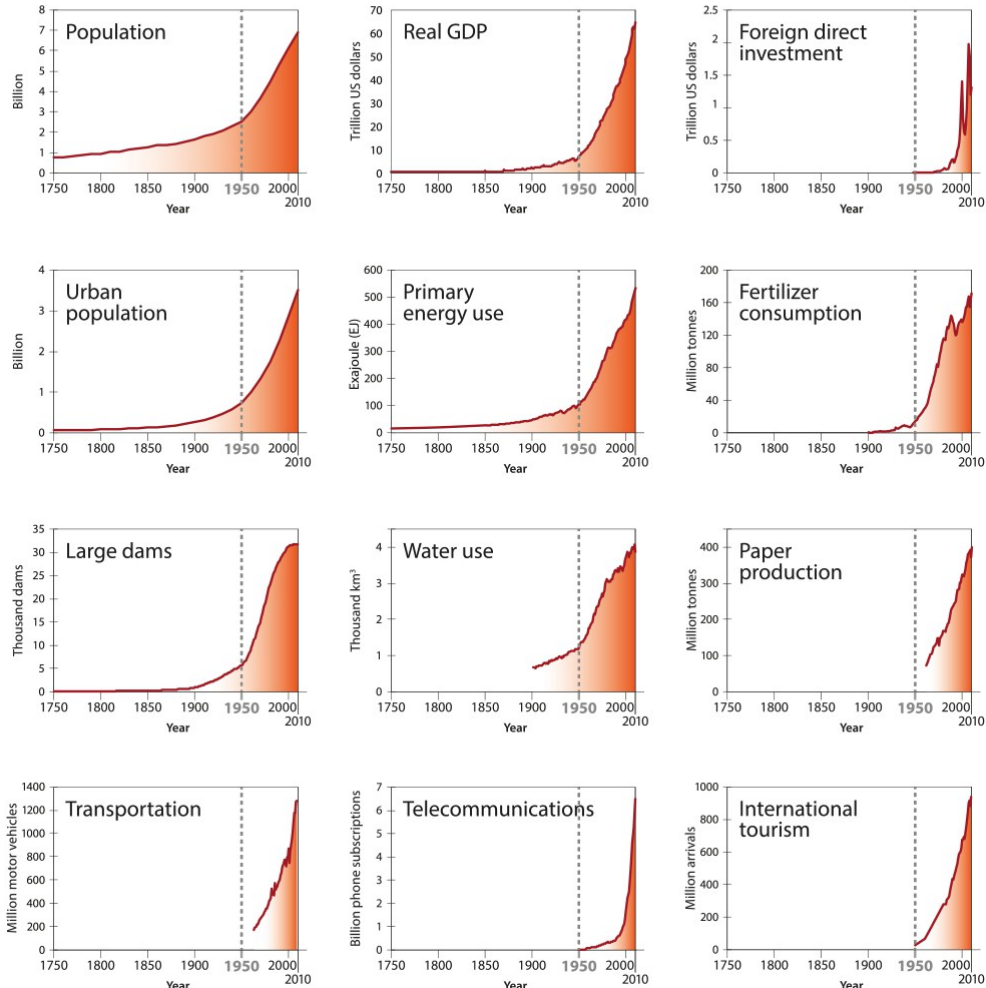 Population
Billion
8
7
6
5
4
3
2
1
0
1750 1800 1850 1900 1950 2000
2010
Year
Real GDP
Trillion US dollars
70
60
50
40
30
20
10
0
1750 1800 1850 1900 1950 2000
2010
Year
Foreign direct
investment
Trillion US dollars
2.5
2
1.5
1
0.5
0
1750 1800 1850 1900 1950 2000
2010
Year
Urban
population
Billion
4
3
2
1
0
1750 1800 1850 1900 1950 2000
2010
Year
Primary
energy use
Exajoule (EJ)
600
500
400
300
200
100
0
1750 1800 1850 1900 1950 2000
2010
Year
Fertilizer
consumption
Million tonnes
200
160
120
80
40
0
1750 1800 1850 1900 1950 2000
2010
Year
Large dams
Thousand dams
35
30
25
20
15
10
5
0
1750 1800 1850 1900 1950 2000
2010
Year
Water use
Thousand km³
4
3
2
1
0
1750 1800 1850 1900 1950 2000
2010
Year
Paper
production
Million tonnes
400
300
200
100
0
1750 1800 1850 1900 1950 2000
2010
Year
Transportation
Million motor vehicles
1400
1200
1000
800
600
400
200
0
1750 1800 1850 1900 1950 2000
2010
Year
Telecommunications
Billion phone subscriptions
7
6
5
4
3
2
1
0
1750 1800 1850 1900 1950 2000
2010
Year
International
tourism
Million arrivals
1000
800
600
400
200
0
1750 1800 1850 1900 1950 2000
2010
Year